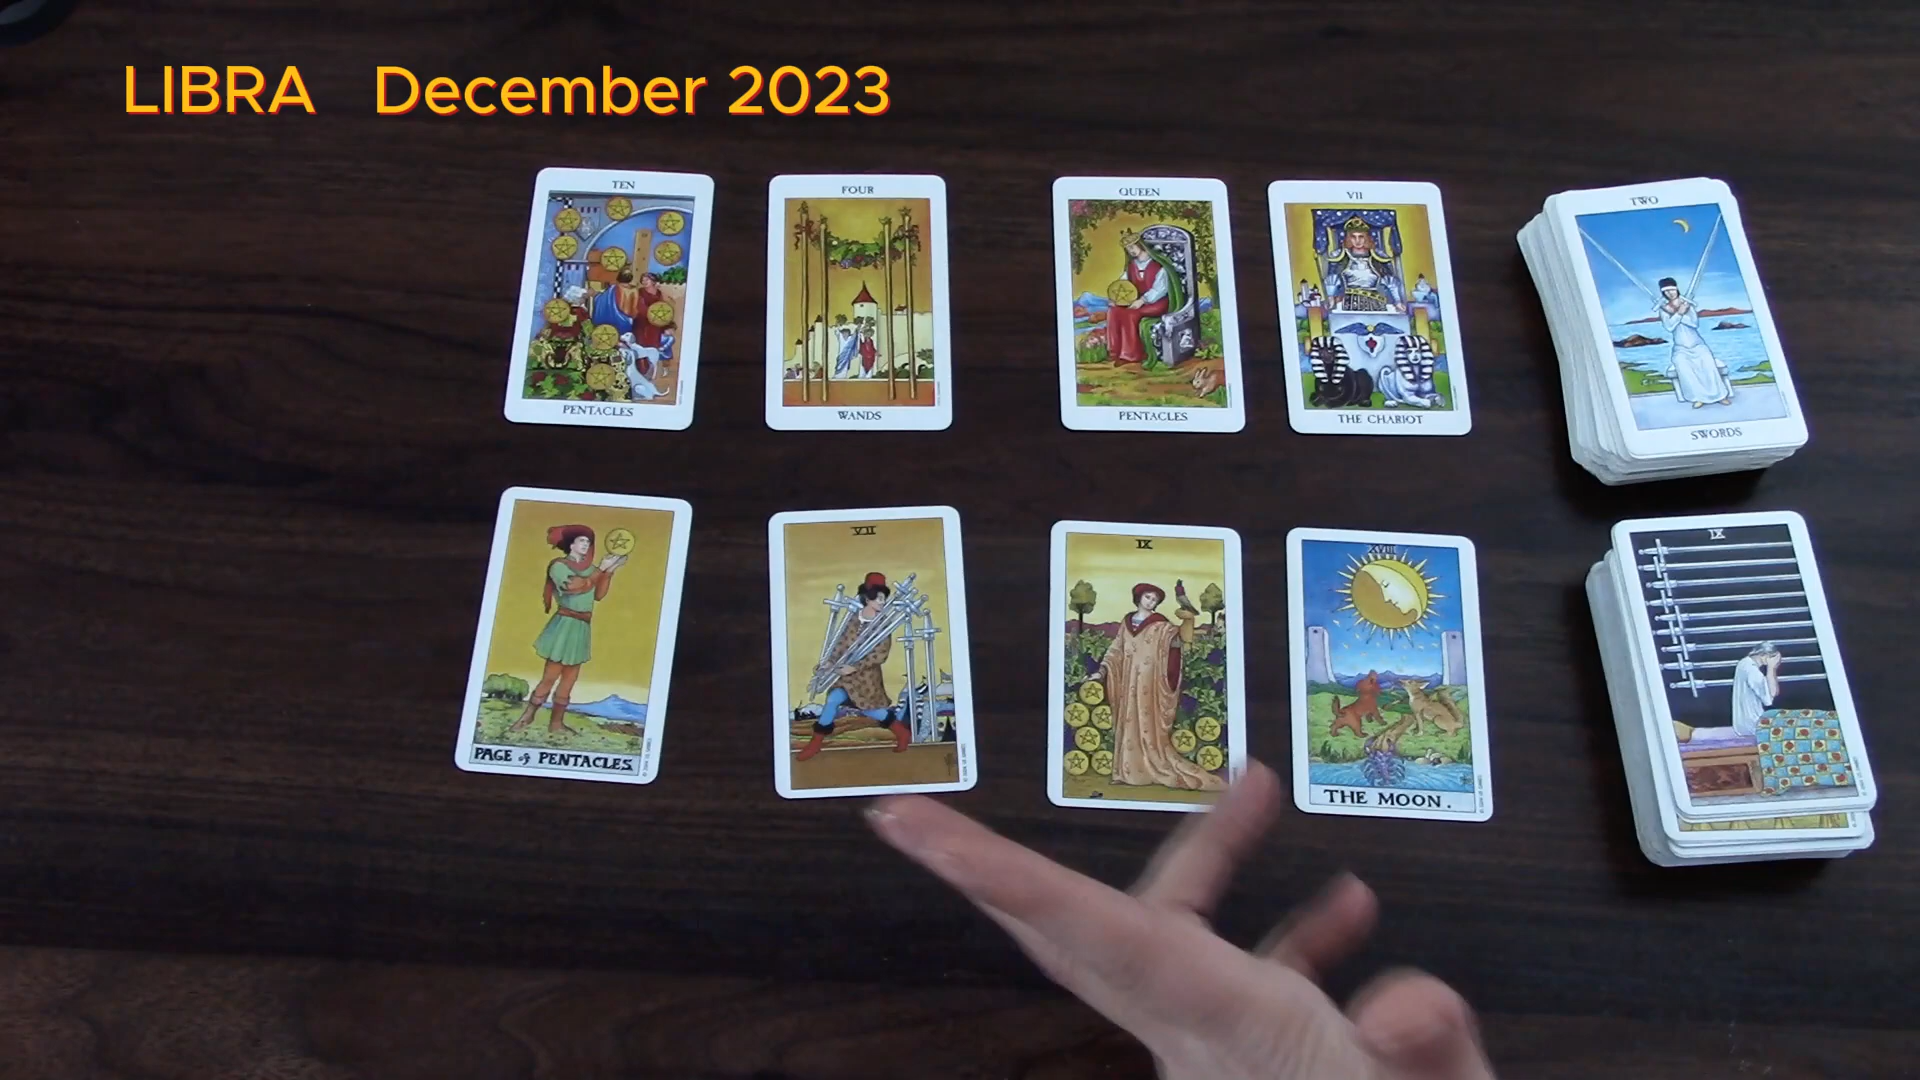 LIBRA December 2023
TEN
PENTACLES
FOUR
WANDS
QUEEN
PENTACLES
VII
THE CHARIOT
TWO
SWORDS
PAGE of PENTACLES
VII
IX
XVIII
THE MOON.
IX